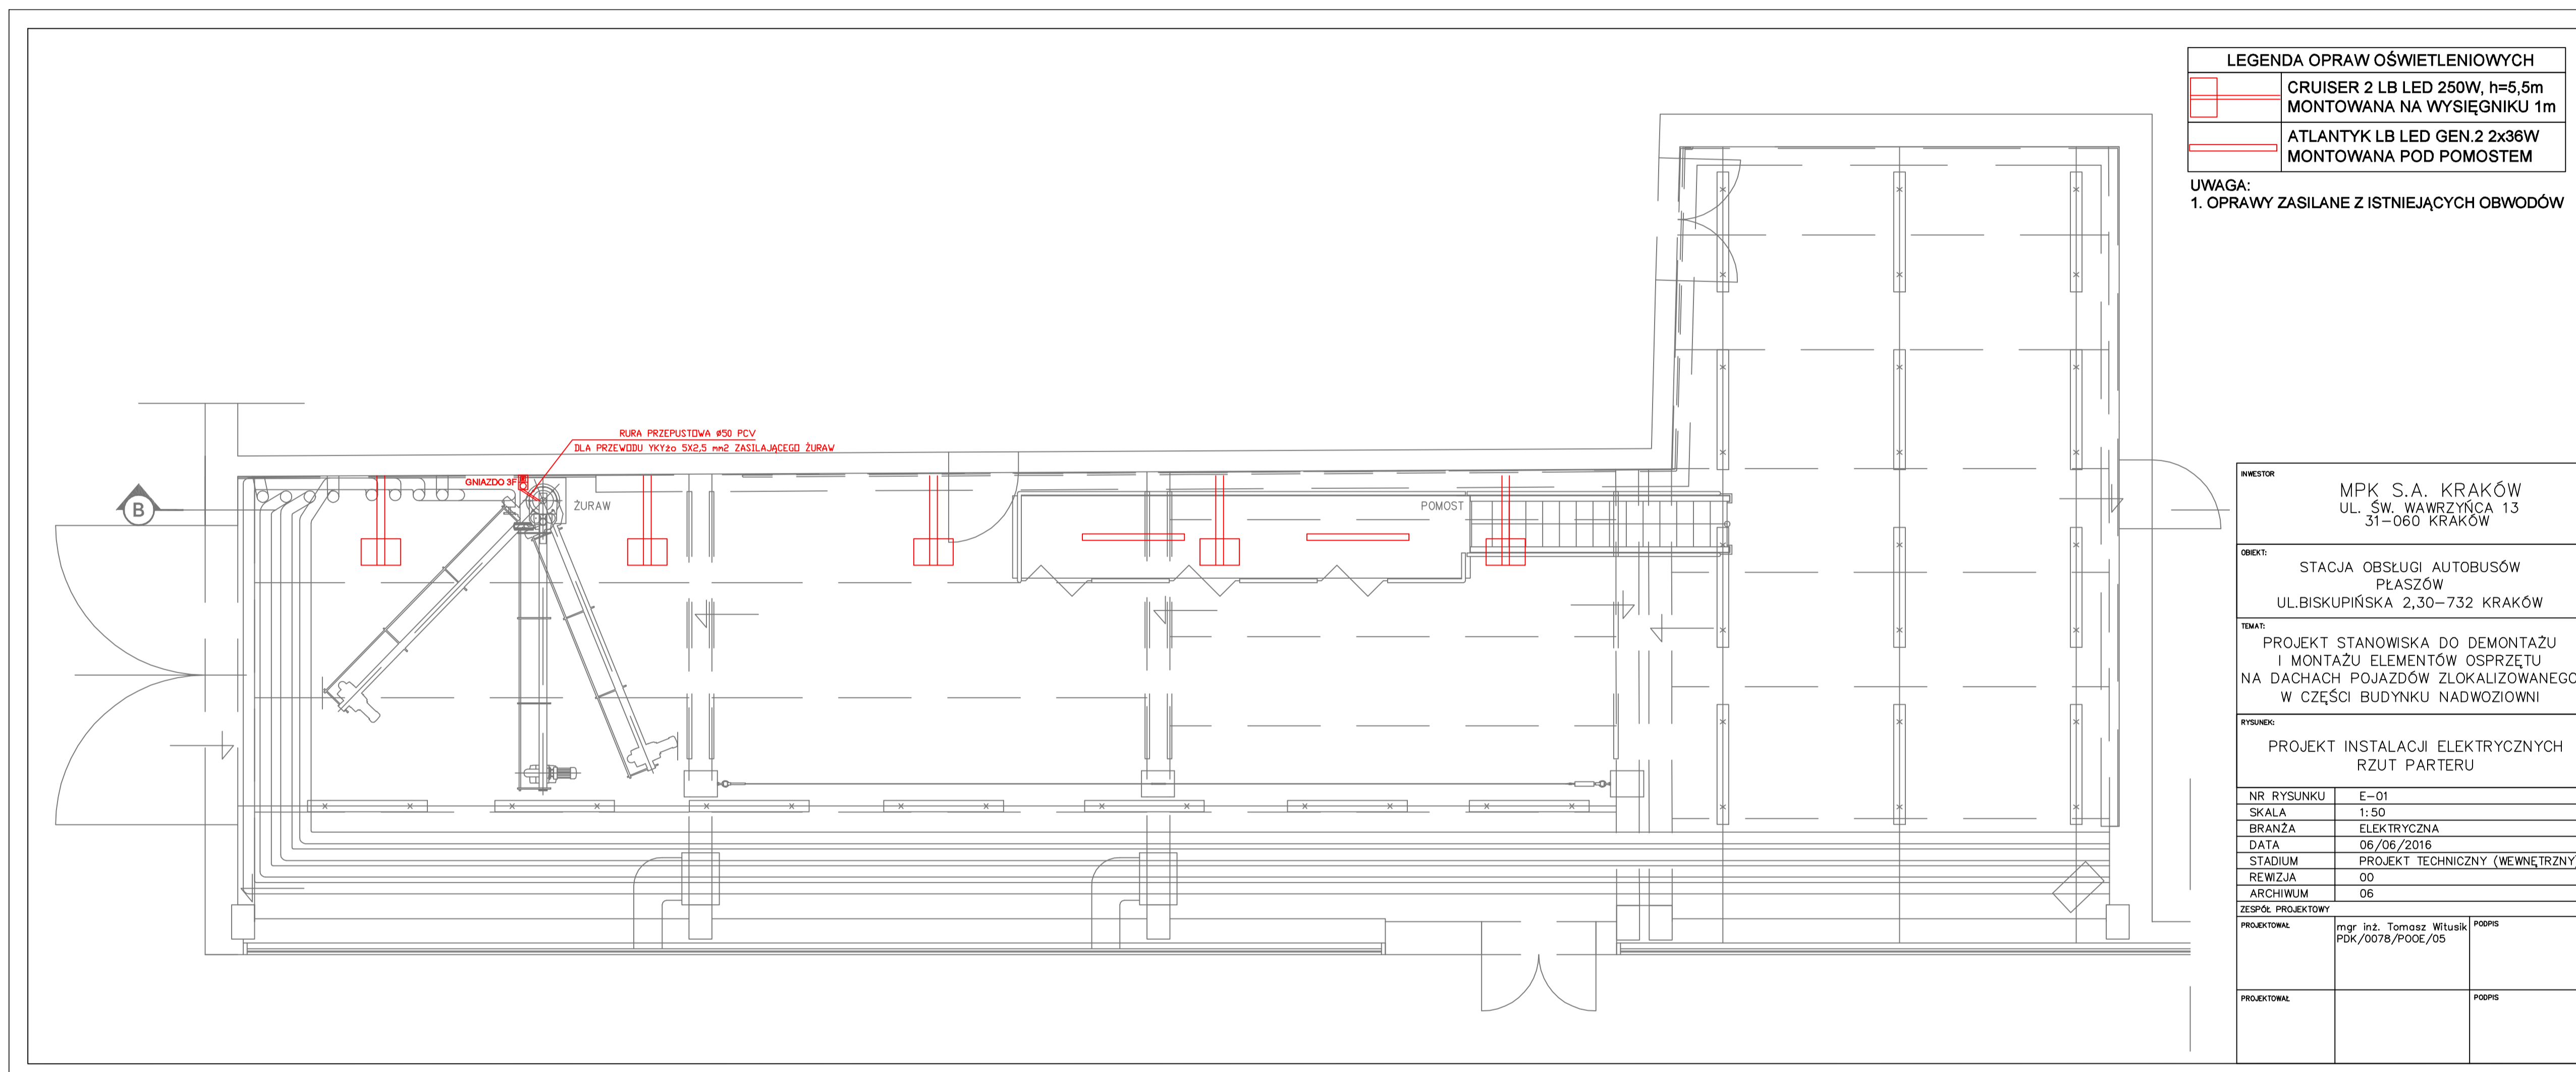 LEGENDA OPRAW OŚWIETLENIOWYCH
CRUISER 2 LB LED 250W, h=5,5m
MONTOWANA NA WYSIĘGNIKU 1m
ATLANTYK LB LED GEN.2 2x36W
MONTOWANA POD POMOSTEM
UWAGA:
1. OPRAWY ZASILANE Z ISTNIEJĄCYCH OBWODÓW
RURA PRZEPUSTOWA Ø50 PCV
DLA PRZEWODU YKYżo 5X2,5 mm2 ZASILAJĄCEGO ŻURAW
GNIAZDO 3F
ŻURAW
POMOST
B
INWESTOR
MPK S.A. KRAKÓW
UL. ŚW. WAWRZYŃCA 13
31-060 KRAKÓW
OBIEKT:
STACJA OBSŁUGI AUTOBUSÓW
PŁASZÓW
UL.BISKUPIŃSKA 2,30-732 KRAKÓW
TEMAT:
PROJEKT STANOWISKA DO DEMONTAŻU
I MONTAŻU ELEMENTÓW OSPRZĘTU
NA DACHACH POJAZDÓW ZLOKALIZOWANEGO
W CZĘŚCI BUDYNKU NADWOZIOWNI
RYSUNEK:
PROJEKT INSTALACJI ELEKTRYCZNYCH
RZUT PARTERU
NR RYSUNKU E-01
SKALA 1:50
BRANŻA ELEKTRYCZNA
DATA 06/06/2016
STADIUM PROJEKT TECHNICZNY (WEWNĘTRZNY)
REWIZJA 00
ARCHIWUM 06
ZESPÓŁ PROJEKTOWY
PROJEKTOWAŁ mgr inż. Tomasz Witusik PODPIS
PDK/0078/POOE/05
PROJEKTOWAŁ PODPIS